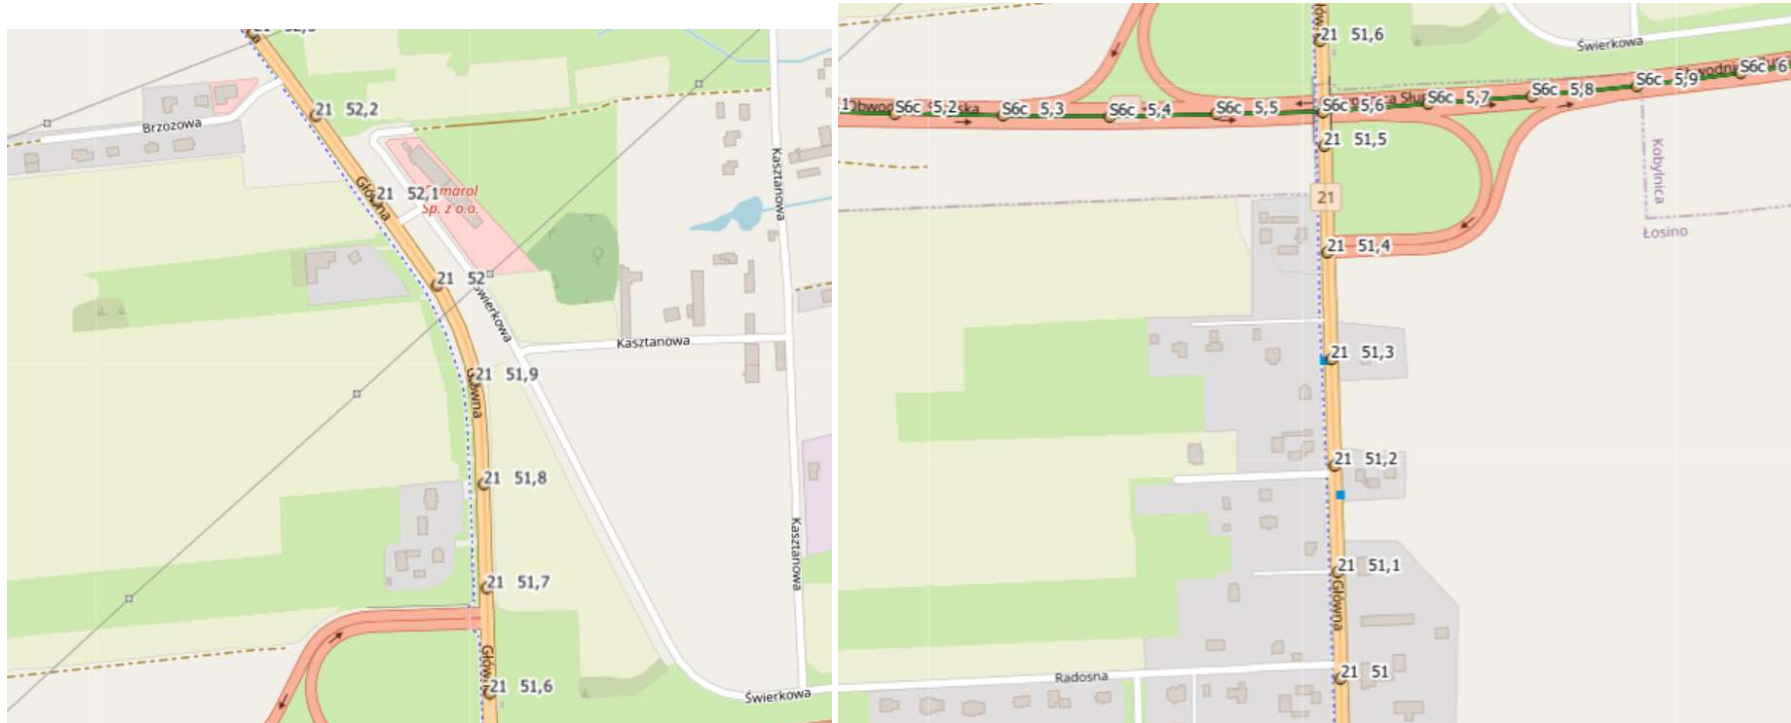 21 52,2
Brzozowa
21 52,1
Główna
Sp. z o.o.
Kasztanowa
21 52
Świerkowa
Kasztanowa
21 51,9
21 51,8
Kasztanowa
21 51,7
Główna
21 51,6
Świerkowa
21 51,6
Świerkowa
S6c 5,2
S6c 5,3
S6c 5,4
S6c 5,5
S6c 5,6
S6c 5,7
S6c 5,8
S6c 5,9
S6c 6
21 51,5
Kobylnica
21
Łosino
21 51,4
21 51,3
21 51,2
21 51,1
Główna
Radosna
21 51